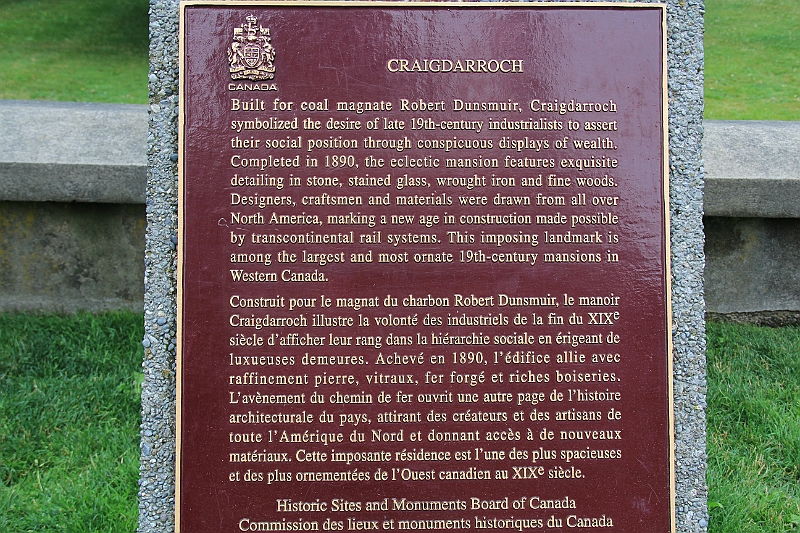 CANADA
CRAIGDARROCH
Built for coal magnate Robert Dunsmuir, Craigdarroch
symbolized the desire of late 19th-century industrialists to assert
their social position through conspicuous displays of wealth.
Completed in 1890, the eclectic mansion features exquisite
detailing in stone, stained glass, wrought iron and fine woods.
Designers, craftsmen and materials were drawn from all over
North America, marking a new age in construction made possible
by transcontinental rail systems. This imposing landmark is
among the largest and most ornate 19th-century mansions in
Western Canada.
Construit pour le magnat du charbon Robert Dunsmuir, le manoir
Craigdarroch illustre la volonté des industriels de la fin du XIXe
siècle d'afficher leur rang dans la hiérarchie sociale en érigeant de
luxueuses demeures. Achevé en 1890, l'édifice allie avec
raffinement pierre, vitraux, fer forgé et riches boiseries.
L'avènement du chemin de fer ouvrit une autre page de l'histoire
architecturale du pays, attirant des créateurs et des artisans de
toute l'Amérique du Nord et donnant accès à de nouveaux
matériaux. Cette imposante résidence est l'une des plus spacieuses
et des plus ornementées de l'Ouest canadien au XIXe siècle.
Historic Sites and Monuments Board of Canada
Commission des lieux et monuments historiques du Canada